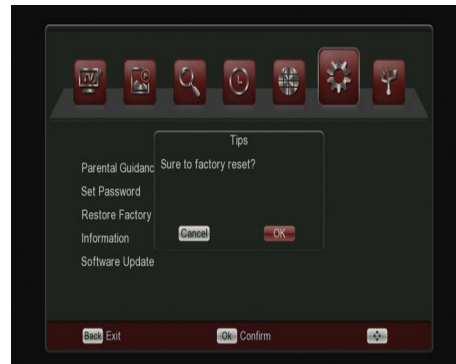 TV
Tips
Parental Guidanc
Sure to factory reset?
Set Password
Restore Factory
Information
Cancel
OK
Software Update
Back Exit
Ok Confirm